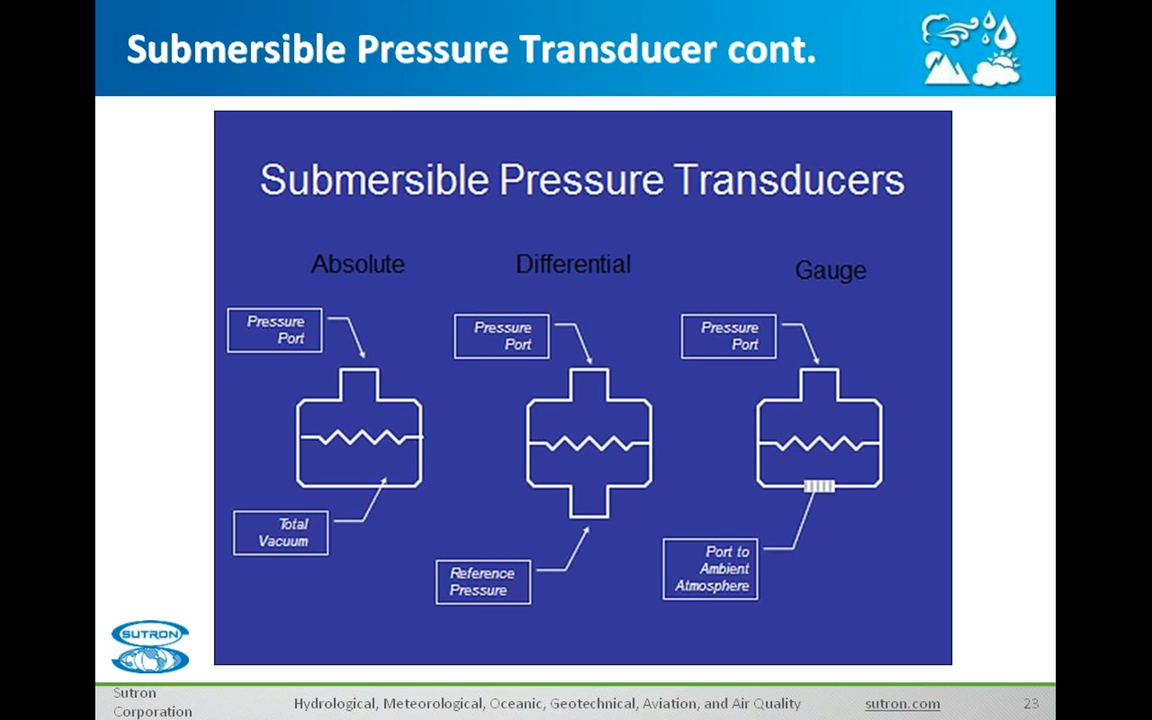 Submersible Pressure Transducer cont.
Submersible Pressure Transducers
Absolute
Differential
Gauge
Pressure
Port
Pressure
Port
Pressure
Port
Total
Vacuum
Reference
Pressure
Port to
Ambient
Atmosphere
SUTRON
Sutron
Corporation
Hydrological, Meteorological, Oceanic, Geotechnical, Aviation, and Air Quality
sutron.com
23